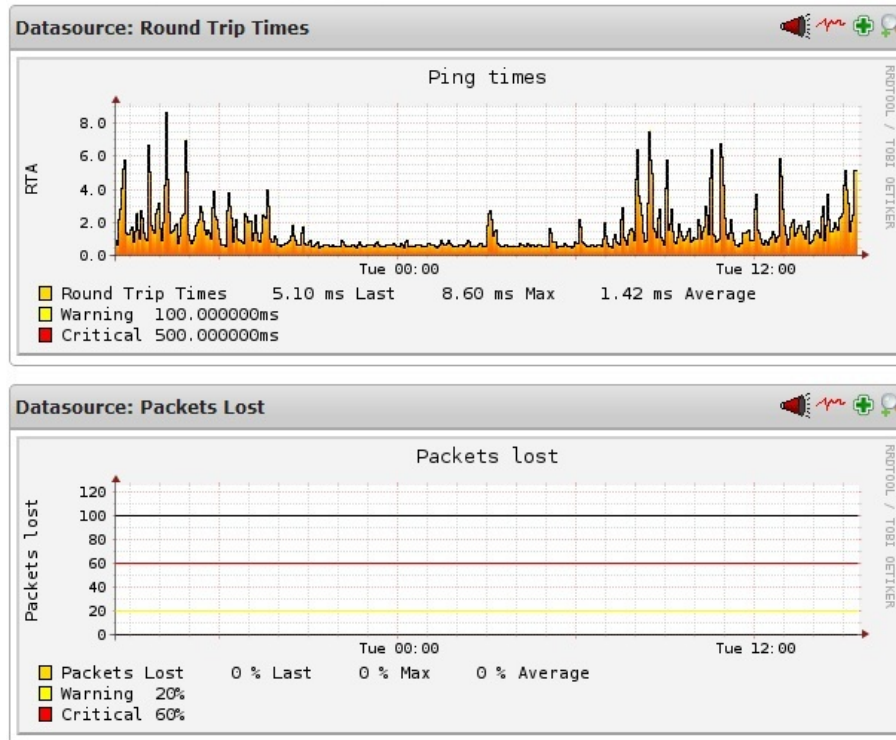 Datasource: Round Trip Times
Ping times
RTA
8.0
6.0
4.0
2.0
0.0
Tue 00:00
Tue 12:00
Round Trip Times 5.10 ms Last 8.60 ms Max 1.42 ms Average
Warning 100.000000ms
Critical 500.000000ms
RRDTOOL / TOBI OETIKER
Datasource: Packets Lost
Packets lost
Packets lost
120
100
80
60
40
20
0
Tue 00:00
Tue 12:00
Packets Lost 0 % Last 0 % Max 0 % Average
Warning 20%
Critical 60%
RRDTOOL / TOBI OETIKER